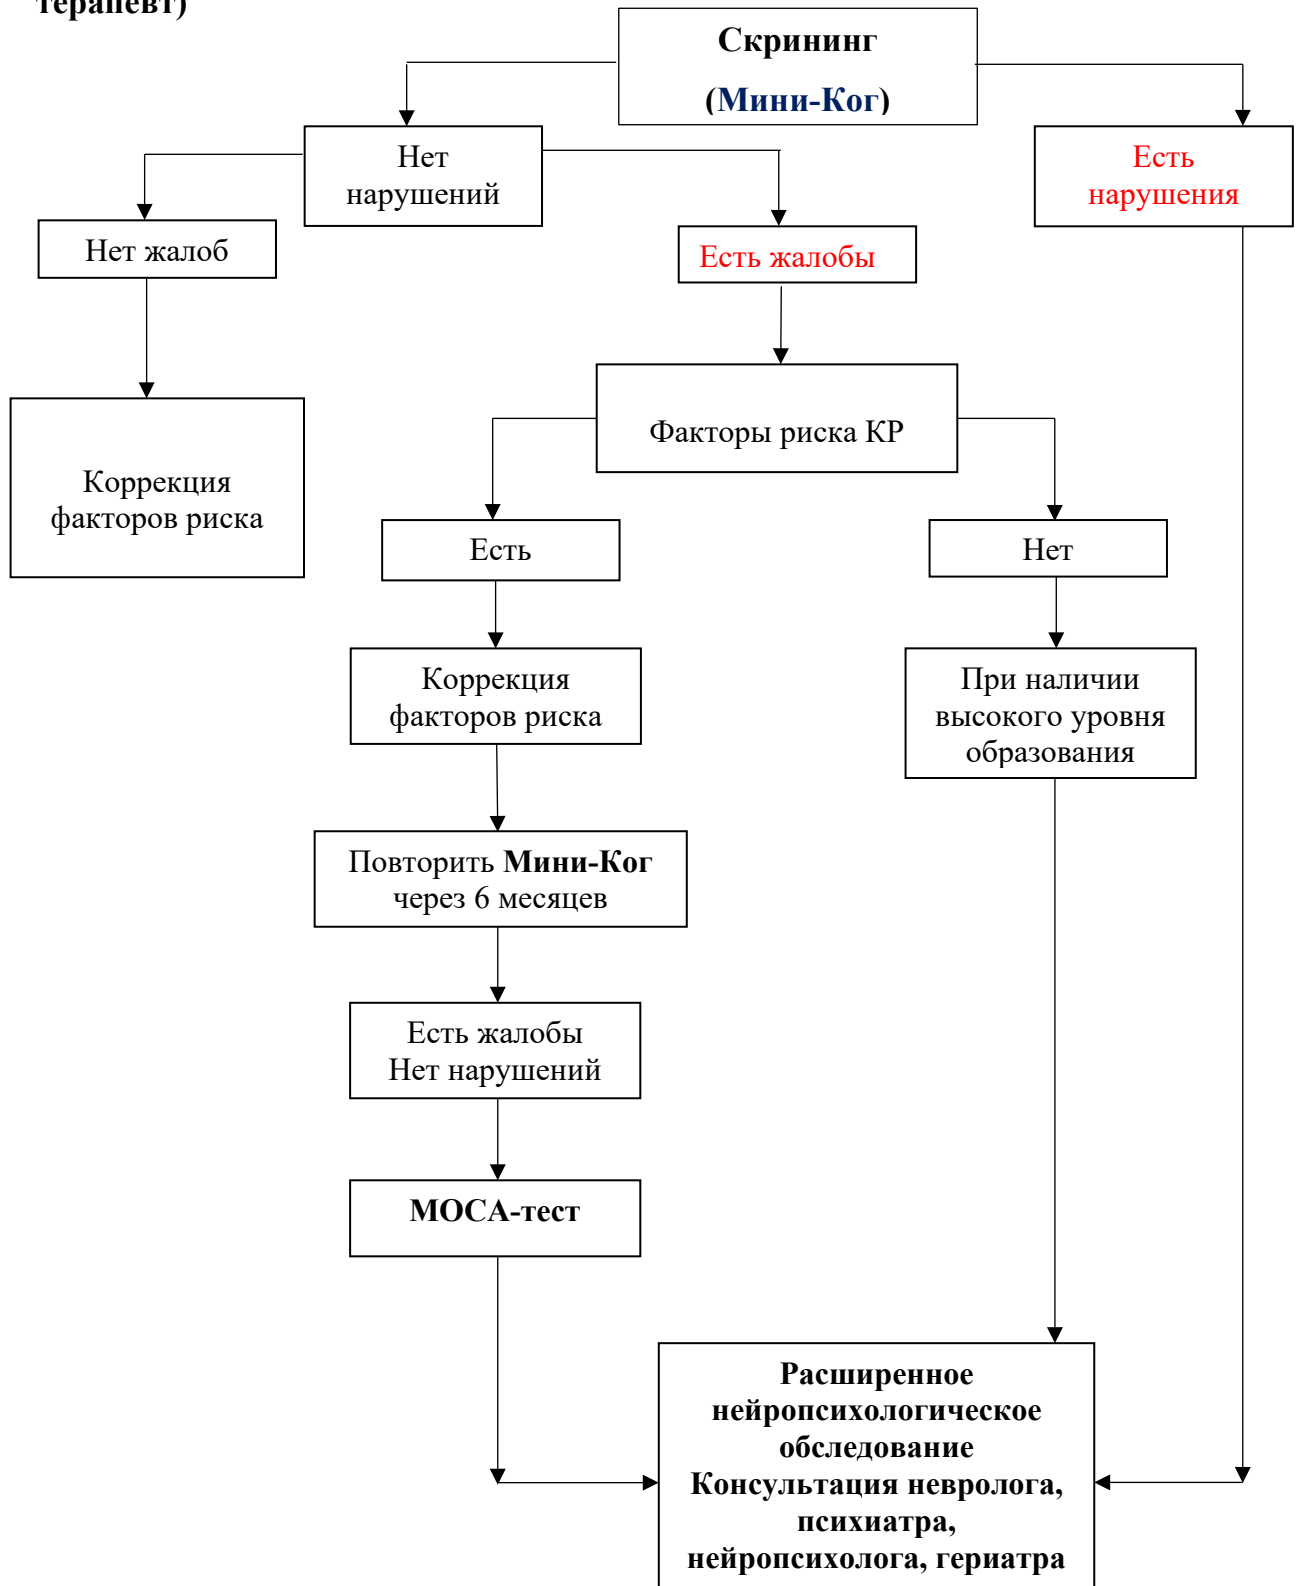 терапевт)
Скрининг
(Мини-Ког)
Нет
нарушений
Есть
нарушения
Нет жалоб
Есть жалобы
Коррекция
факторов риска
Факторы риска КР
Есть
Нет
Коррекция
факторов риска
При наличии
высокого уровня
образования
Повторить Мини-Ког
через 6 месяцев
Есть жалобы
Нет нарушений
МОСА-тест
Расширенное
нейропсихологическое
обследование
Консультация невролога,
психиатра,
нейропсихолога, гериатра